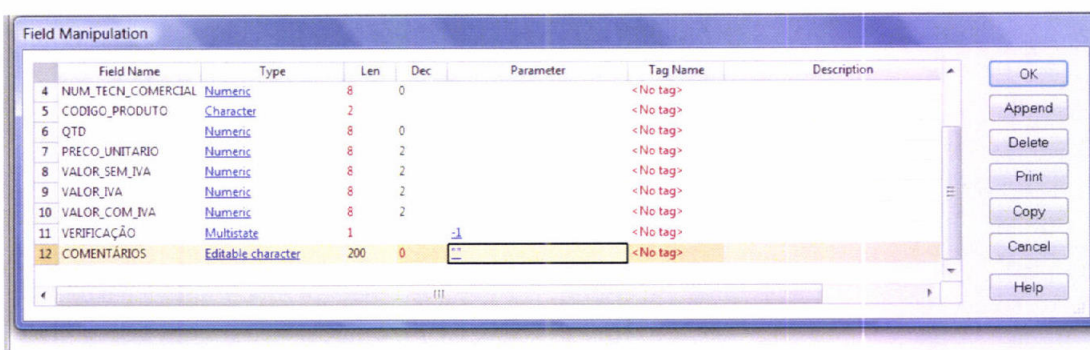 Field Manipulation
Field Name Type Len Dec Parameter Tag Name Description
4 NUM_TECN_COMERCIAL Numeric 8 0 <No tag>
5 CODIGO_PRODUTO Character 2 <No tag>
6 QTD Numeric 8 0 <No tag>
7 PRECO_UNITARIO Numeric 8 2 <No tag>
8 VALOR_SEM_IVA Numeric 8 2 <No tag>
9 VALOR_IVA Numeric 8 2 <No tag>
10 VALOR_COM_IVA Numeric 8 2 <No tag>
11 VERIFICAÇÃO Multistate 1 -1 <No tag>
12 COMENTÁRIOS Editable character 200 0 "" <No tag>
OK
Append
Delete
Print
Copy
Cancel
Help